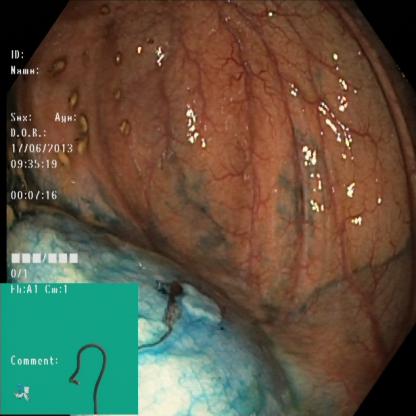 ID:
Name:
Sex: Age:
D.O.B.:
17/06/2013
09:35:19
00:07:16
■■■/■■■
0/1
Eh:A1 Cm:1
Comment: